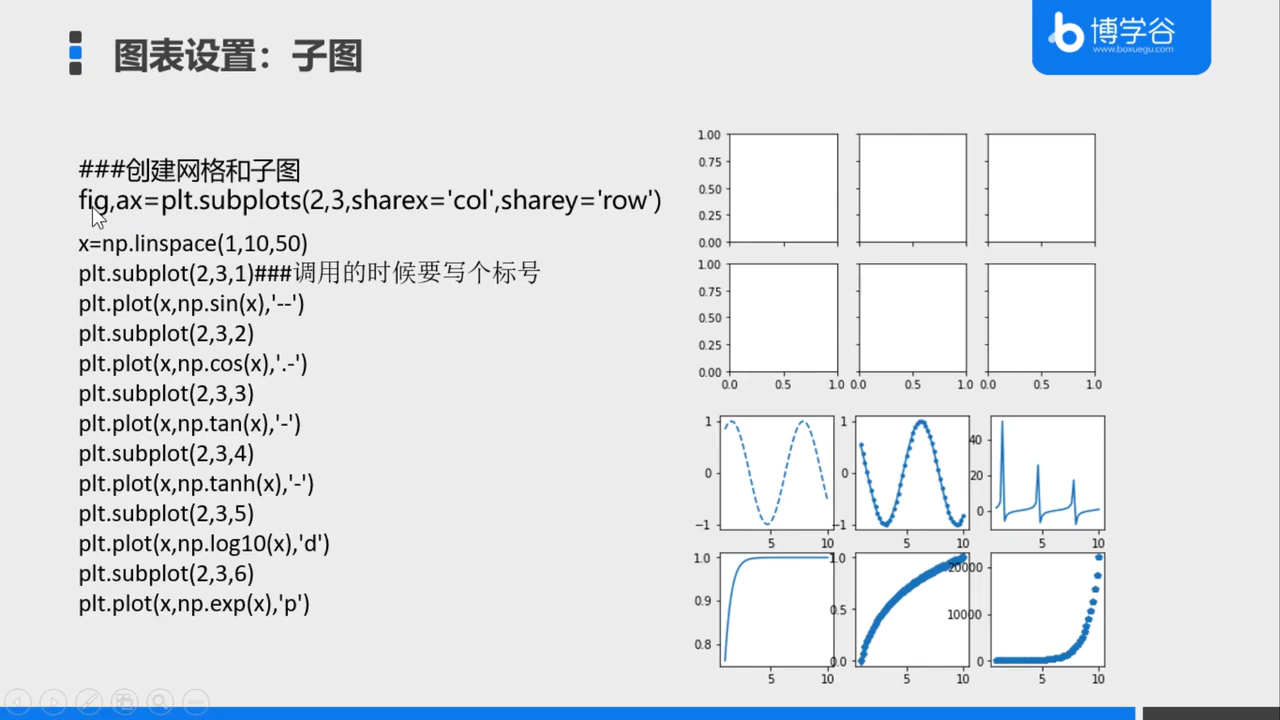 图表设置：子图
博学谷
www.boxuegu.com
###创建网格和子图
fig,ax=plt.subplots(2,3,sharex='col',sharey='row')
x=np.linspace(1,10,50)
plt.subplot(2,3,1)###调用的时候要写个标号
plt.plot(x,np.sin(x),'--')
plt.subplot(2,3,2)
plt.plot(x,np.cos(x),'.-')
plt.subplot(2,3,3)
plt.plot(x,np.tan(x),'-')
plt.subplot(2,3,4)
plt.plot(x,np.tanh(x),'-')
plt.subplot(2,3,5)
plt.plot(x,np.log10(x),'d')
plt.subplot(2,3,6)
plt.plot(x,np.exp(x),'p')
1.00
0.75
0.50
0.25
0.00
1.00
0.75
0.50
0.25
0.00
0.0 0.5 1.0 0.0 0.5 1.0 0.0 0.5 1.0
1 1 40
0 0 20
−1 −1 0
5 10 5 10 5 10
1.0 1.0 20000
0.9 0.5 10000
0.8 0.0 0
5 10 5 10 5 10